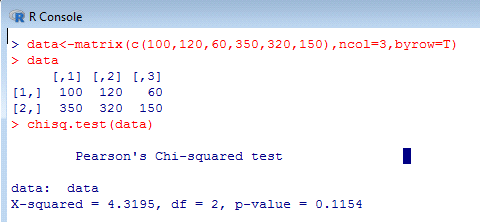 R Console
> data<-matrix(c(100,120,60,350,320,150),ncol=3,byrow=T)
> data
     [,1] [,2] [,3]
[1,]  100  120   60
[2,]  350  320  150
> chisq.test(data)
        Pearson's Chi-squared test
data:  data
X-squared = 4.3195, df = 2, p-value = 0.1154